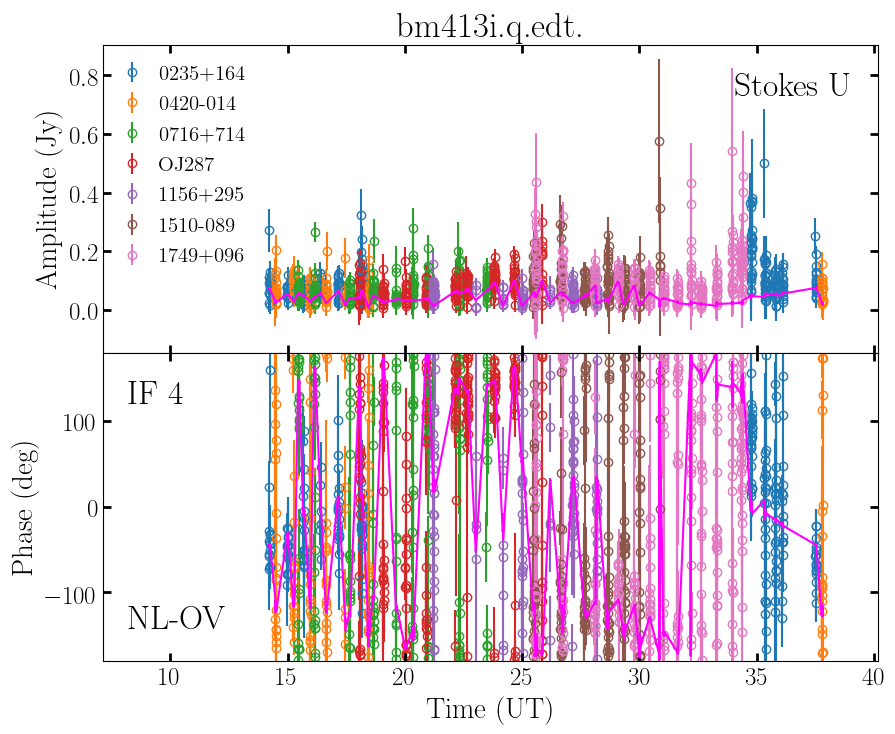 bm413i.q.edt.
Stokes U
0235+164
0420-014
0716+714
OJ287
1156+295
1510-089
1749+096
Amplitude (Jy)
0.8
0.6
0.4
0.2
0.0
IF 4
NL-OV
Phase (deg)
100
0
−100
10 15 20 25 30 35 40
Time (UT)